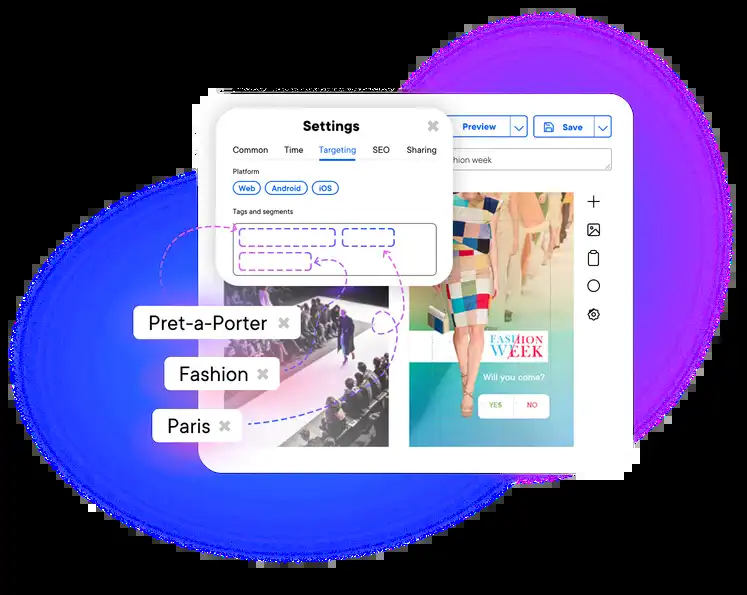 Settings
Common Time Targeting SEO Sharing
Platform
Web Android iOS
Tags and segments
Preview Save
hion week
Pret-a-Porter
Fashion
Paris
FASHION
WEEK
Will you come?
YES NO